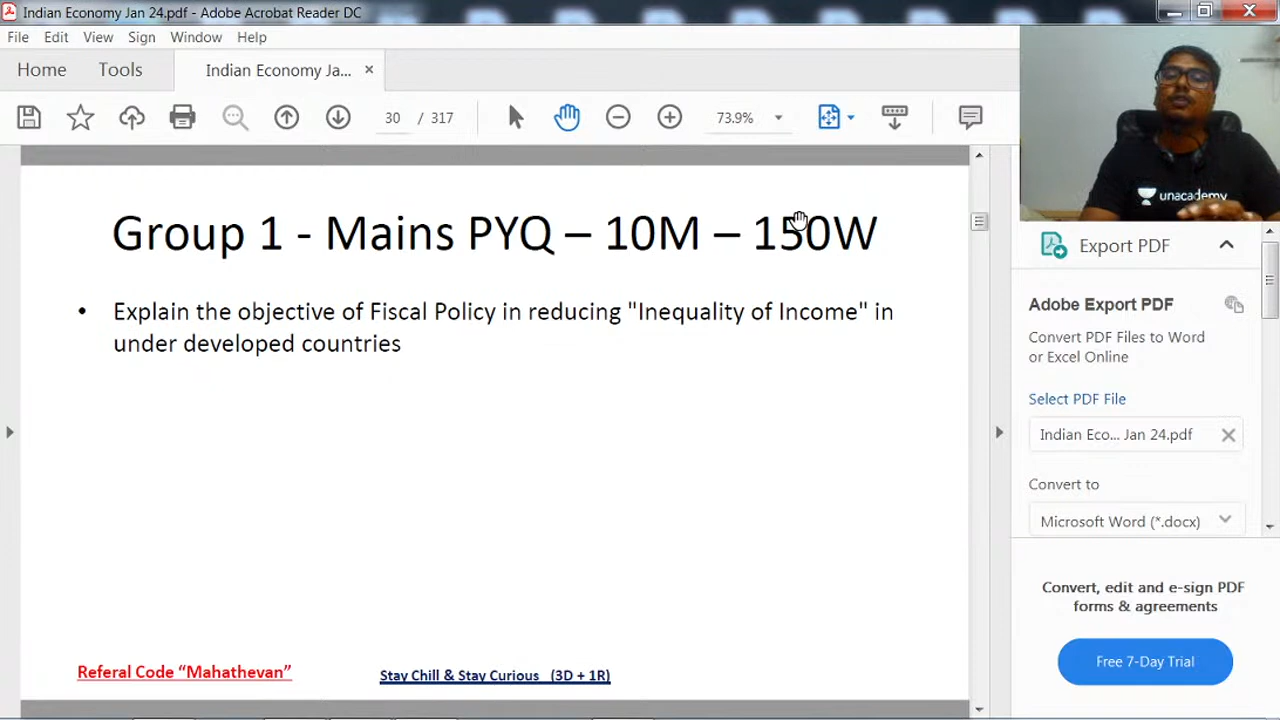 Indian Economy Jan 24.pdf - Adobe Acrobat Reader DC
File Edit View Sign Window Help
Home Tools Indian Economy Ja... ×
30 / 317 73.9%
unacademy
Group 1 - Mains PYQ – 10M – 150W
• Explain the objective of Fiscal Policy in reducing "Inequality of Income" in
under developed countries
Referal Code “Mahathevan”
Stay Chill & Stay Curious (3D + 1R)
Export PDF
Adobe Export PDF
Convert PDF Files to Word
or Excel Online
Select PDF File
Indian Eco... Jan 24.pdf
Convert to
Microsoft Word (*.docx)
Convert, edit and e-sign PDF
forms & agreements
Free 7-Day Trial